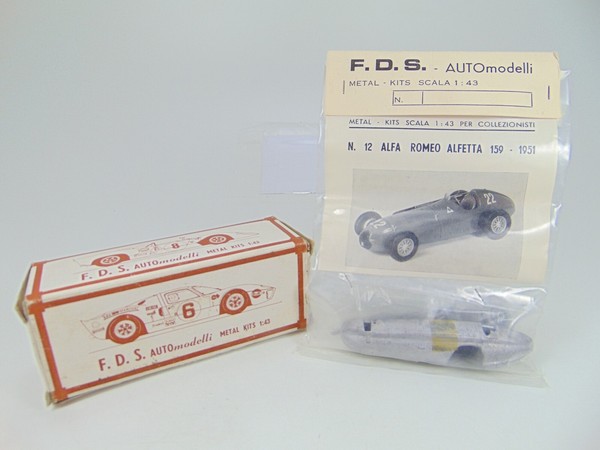 F. D. S. - AUTOmodelli
METAL - KITS SCALA 1:43
N.
METAL - KITS SCALA 1:43 PER COLLEZIONISTI
N. 12 ALFA ROMEO ALFETTA 159 - 1951
22
22
8
F. D. S. AUTOmodelli METAL KITS 1:43
6
F. D. S. AUTOmodelli METAL KITS 1:43